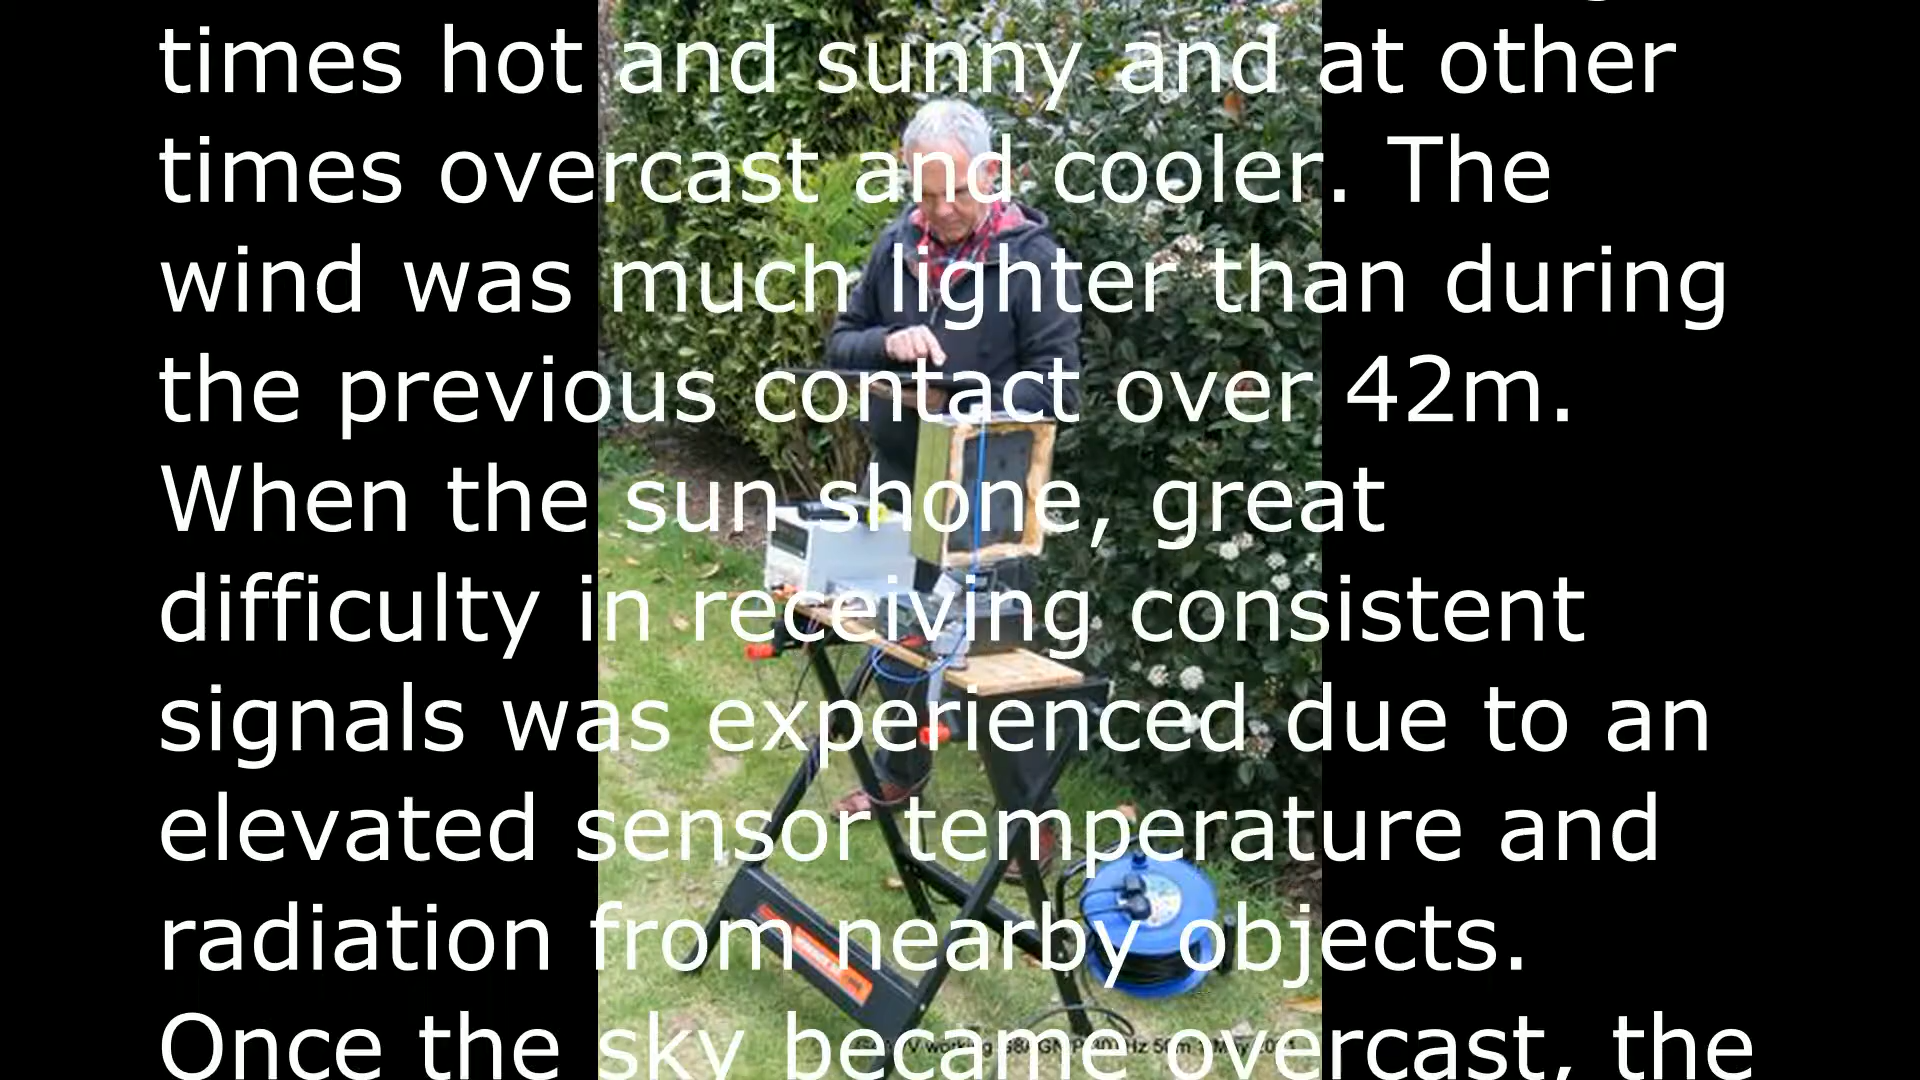 times hot and sunny and at other
times overcast and cooler. The
wind was much lighter than during
the previous contact over 42m.
When the sun shone, great
difficulty in receiving consistent
signals was experienced due to an
elevated sensor temperature and
radiation from nearby objects.
Once the sky became overcast, the